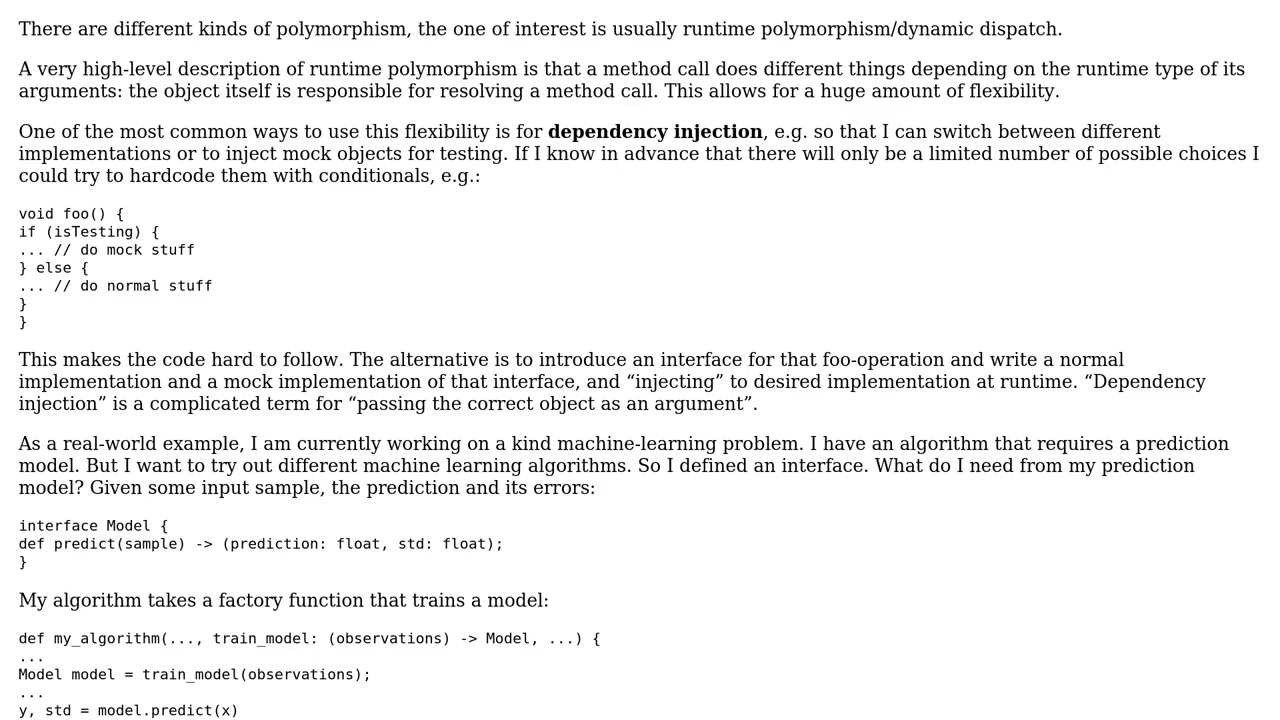 There are different kinds of polymorphism, the one of interest is usually runtime polymorphism/dynamic dispatch.
A very high-level description of runtime polymorphism is that a method call does different things depending on the runtime type of its
arguments: the object itself is responsible for resolving a method call. This allows for a huge amount of flexibility.
One of the most common ways to use this flexibility is for dependency injection, e.g. so that I can switch between different
implementations or to inject mock objects for testing. If I know in advance that there will only be a limited number of possible choices I
could try to hardcode them with conditionals, e.g.:
void foo() {
if (isTesting) {
... // do mock stuff
} else {
... // do normal stuff
}
}
This makes the code hard to follow. The alternative is to introduce an interface for that foo-operation and write a normal
implementation and a mock implementation of that interface, and “injecting” to desired implementation at runtime. “Dependency
injection” is a complicated term for “passing the correct object as an argument”.
As a real-world example, I am currently working on a kind machine-learning problem. I have an algorithm that requires a prediction
model. But I want to try out different machine learning algorithms. So I defined an interface. What do I need from my prediction
model? Given some input sample, the prediction and its errors:
interface Model {
def predict(sample) -> (prediction: float, std: float);
}
My algorithm takes a factory function that trains a model:
def my_algorithm(..., train_model: (observations) -> Model, ...) {
...
Model model = train_model(observations);
...
y, std = model.predict(x)